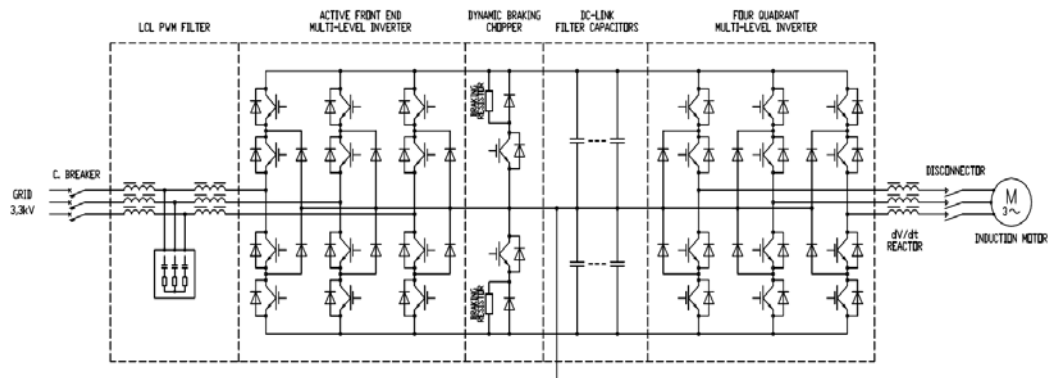 LCL PWM FILTER
ACTIVE FRONT END
MULTI-LEVEL INVERTER
DYNAMIC BRAKING
CHOPPER
DC-LINK
FILTER CAPACITORS
FOUR QUADRANT
MULTI-LEVEL INVERTER
BRAKING
RESISTOR
C. BREAKER
GRID
3,3kV
DISCONNECTOR
M
3~
INDUCTION MOTOR
dV/dt
REACTOR
BRAKING
RESISTOR